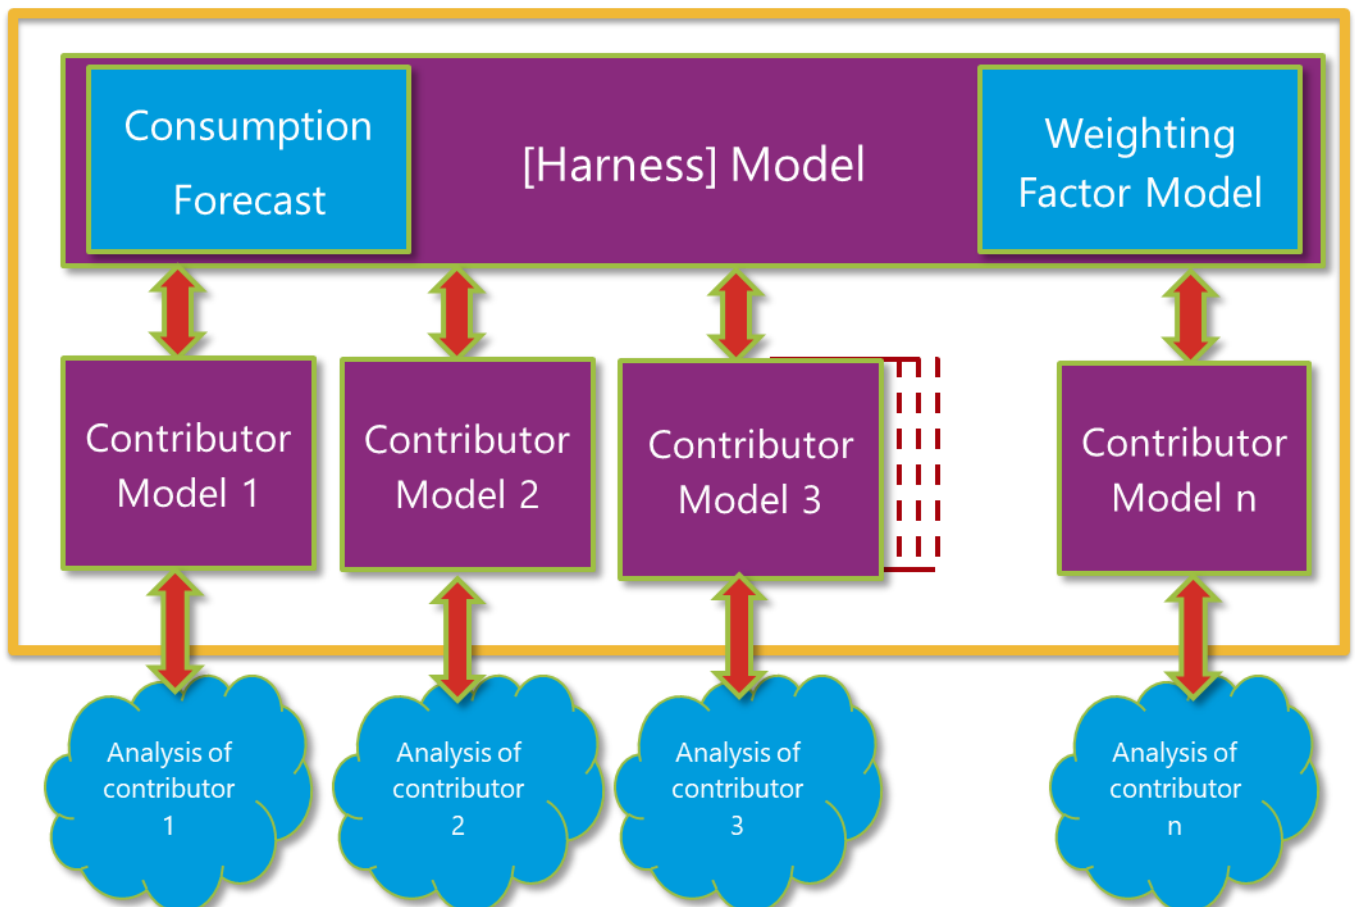 Consumption
Forecast
[Harness] Model
Weighting
Factor Model
Contributor
Model 1
Contributor
Model 2
Contributor
Model 3
Contributor
Model n
Analysis of
contributor
1
Analysis of
contributor
2
Analysis of
contributor
3
Analysis of
contributor
n